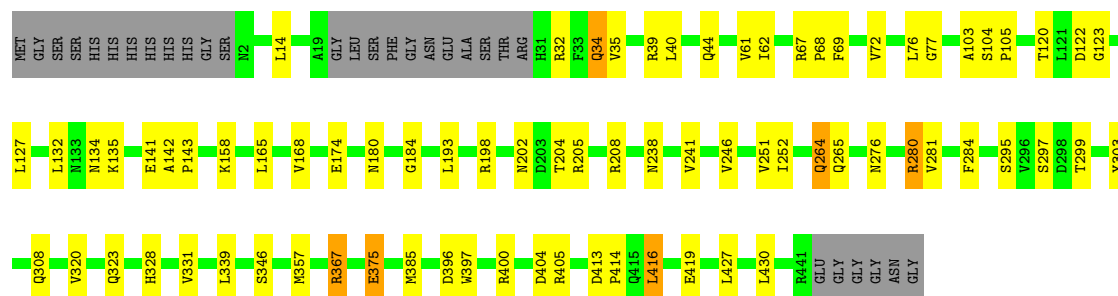 MET GLY SER SER HIS HIS HIS HIS HIS HIS GLY SER N2 L14 A19 GLY LEU SER PHE GLY ASN GLU ALA SER THR ARG H31 R32 F33 Q34 V35 R39 L40 Q44 V61 I62 R67 P68 F69 V72 L76 G77 A103 S104 P105 T120 L121 D122 G123
L127 L132 N133 N134 K135 E141 A142 P143 K158 L165 V168 E174 N180 G184 L193 R198 N202 D203 T204 R205 R208 N238 V241 V246 V251 I252 Q264 Q265 N276 R280 V281 F284 S295 V296 S297 D298 T299
Q308 V320 Q323 H328 V331 L339 S346 M357 R367 E375 M385 D396 W397 R400 D404 R405 D413 P414 Q415 L416 E419 L427 L430 R441 GLU GLY GLY GLY ASN GLY